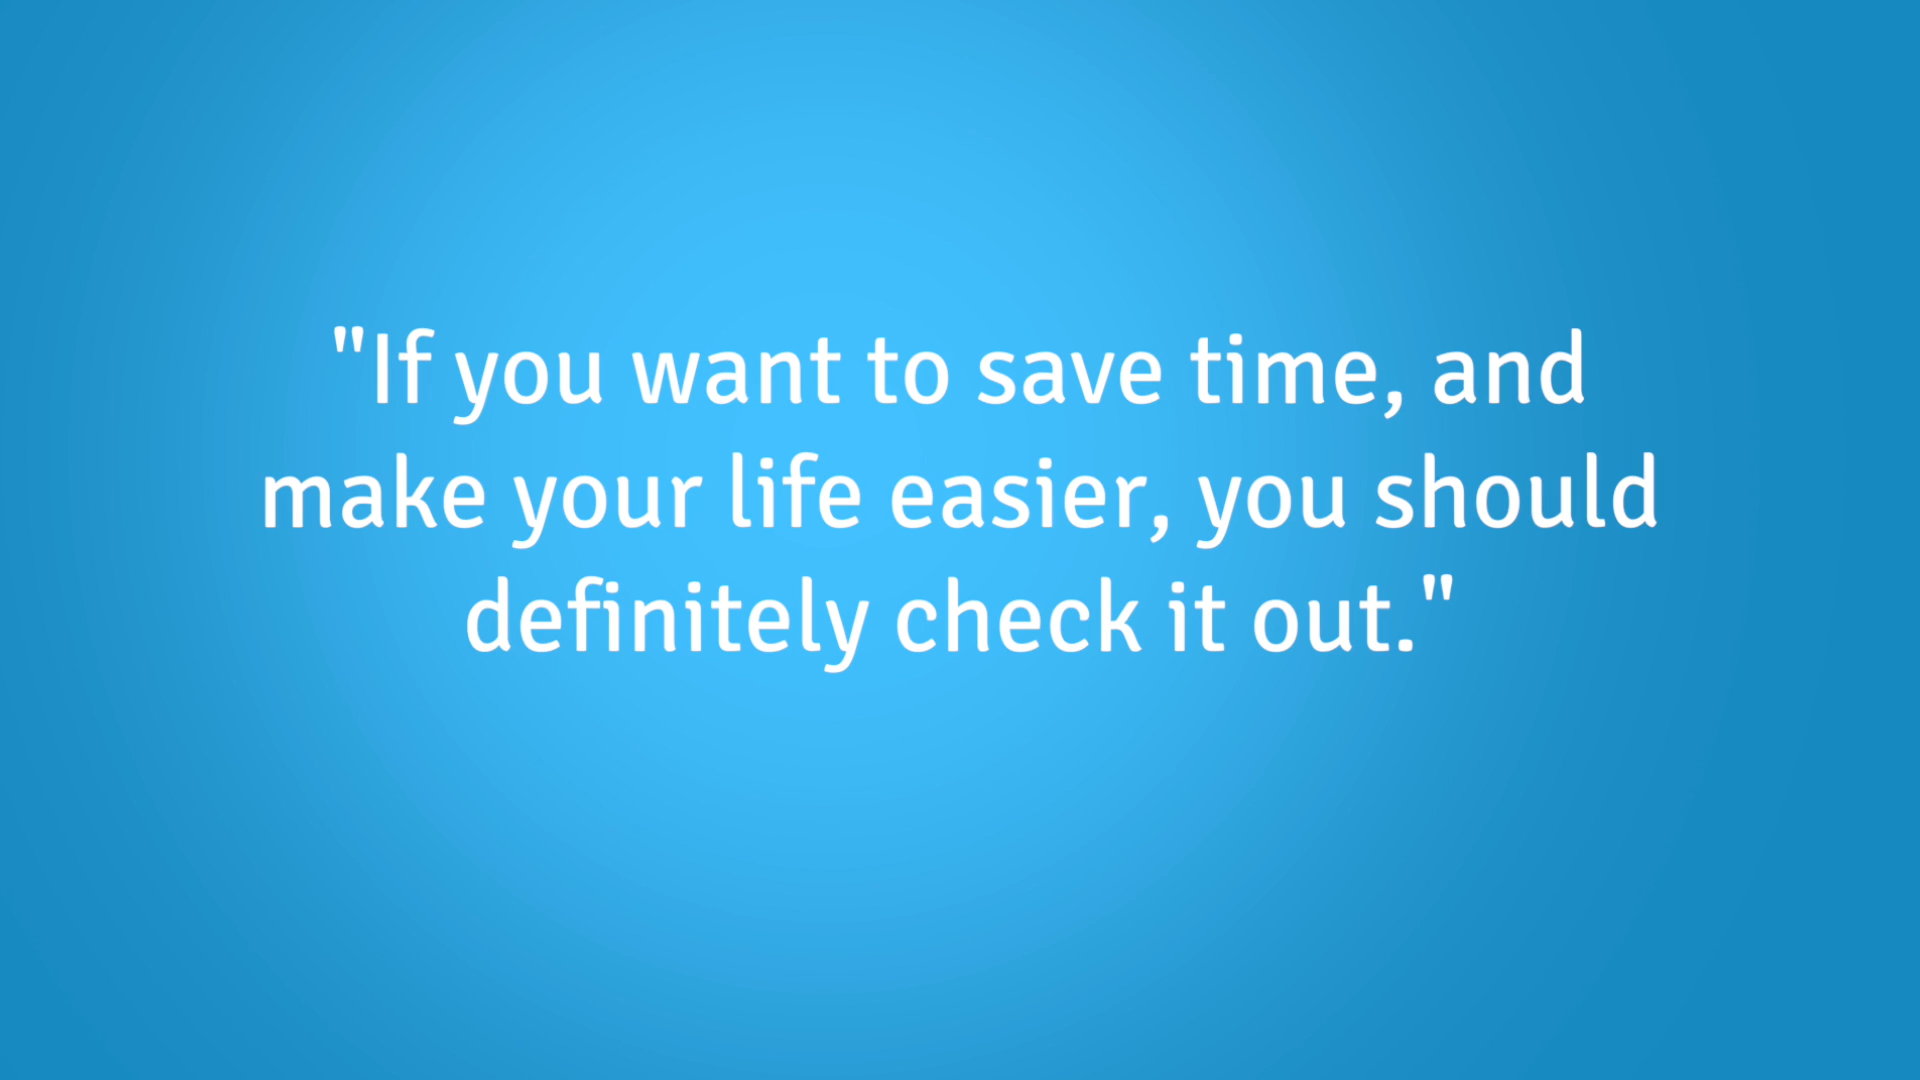 "If you want to save time, and
make your life easier, you should
definitely check it out."